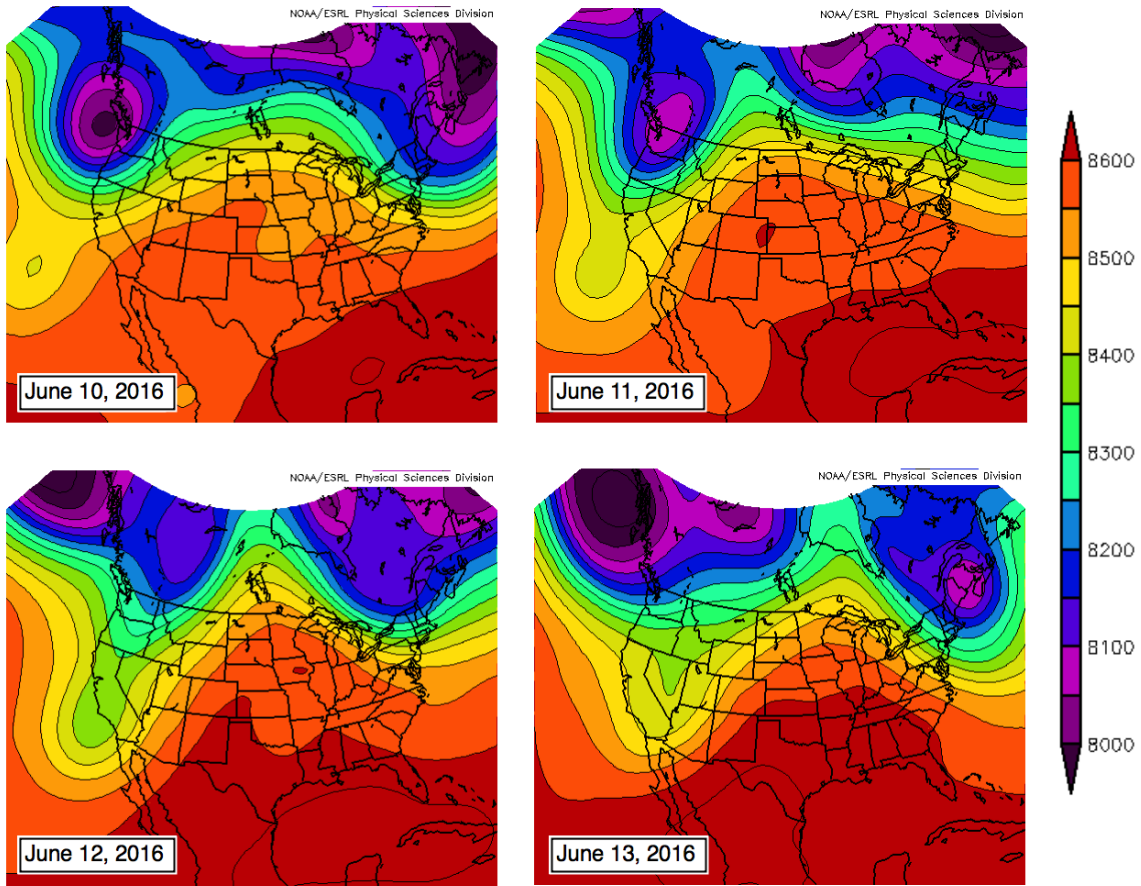 NOAA/ESRL Physical Sciences Division
NOAA/ESRL Physical Sciences Division
June 10, 2016
June 11, 2016
NOAA/ESRL Physical Sciences Division
NOAA/ESRL Physical Sciences Division
June 12, 2016
June 13, 2016
8600
8500
8400
8300
8200
8100
8000